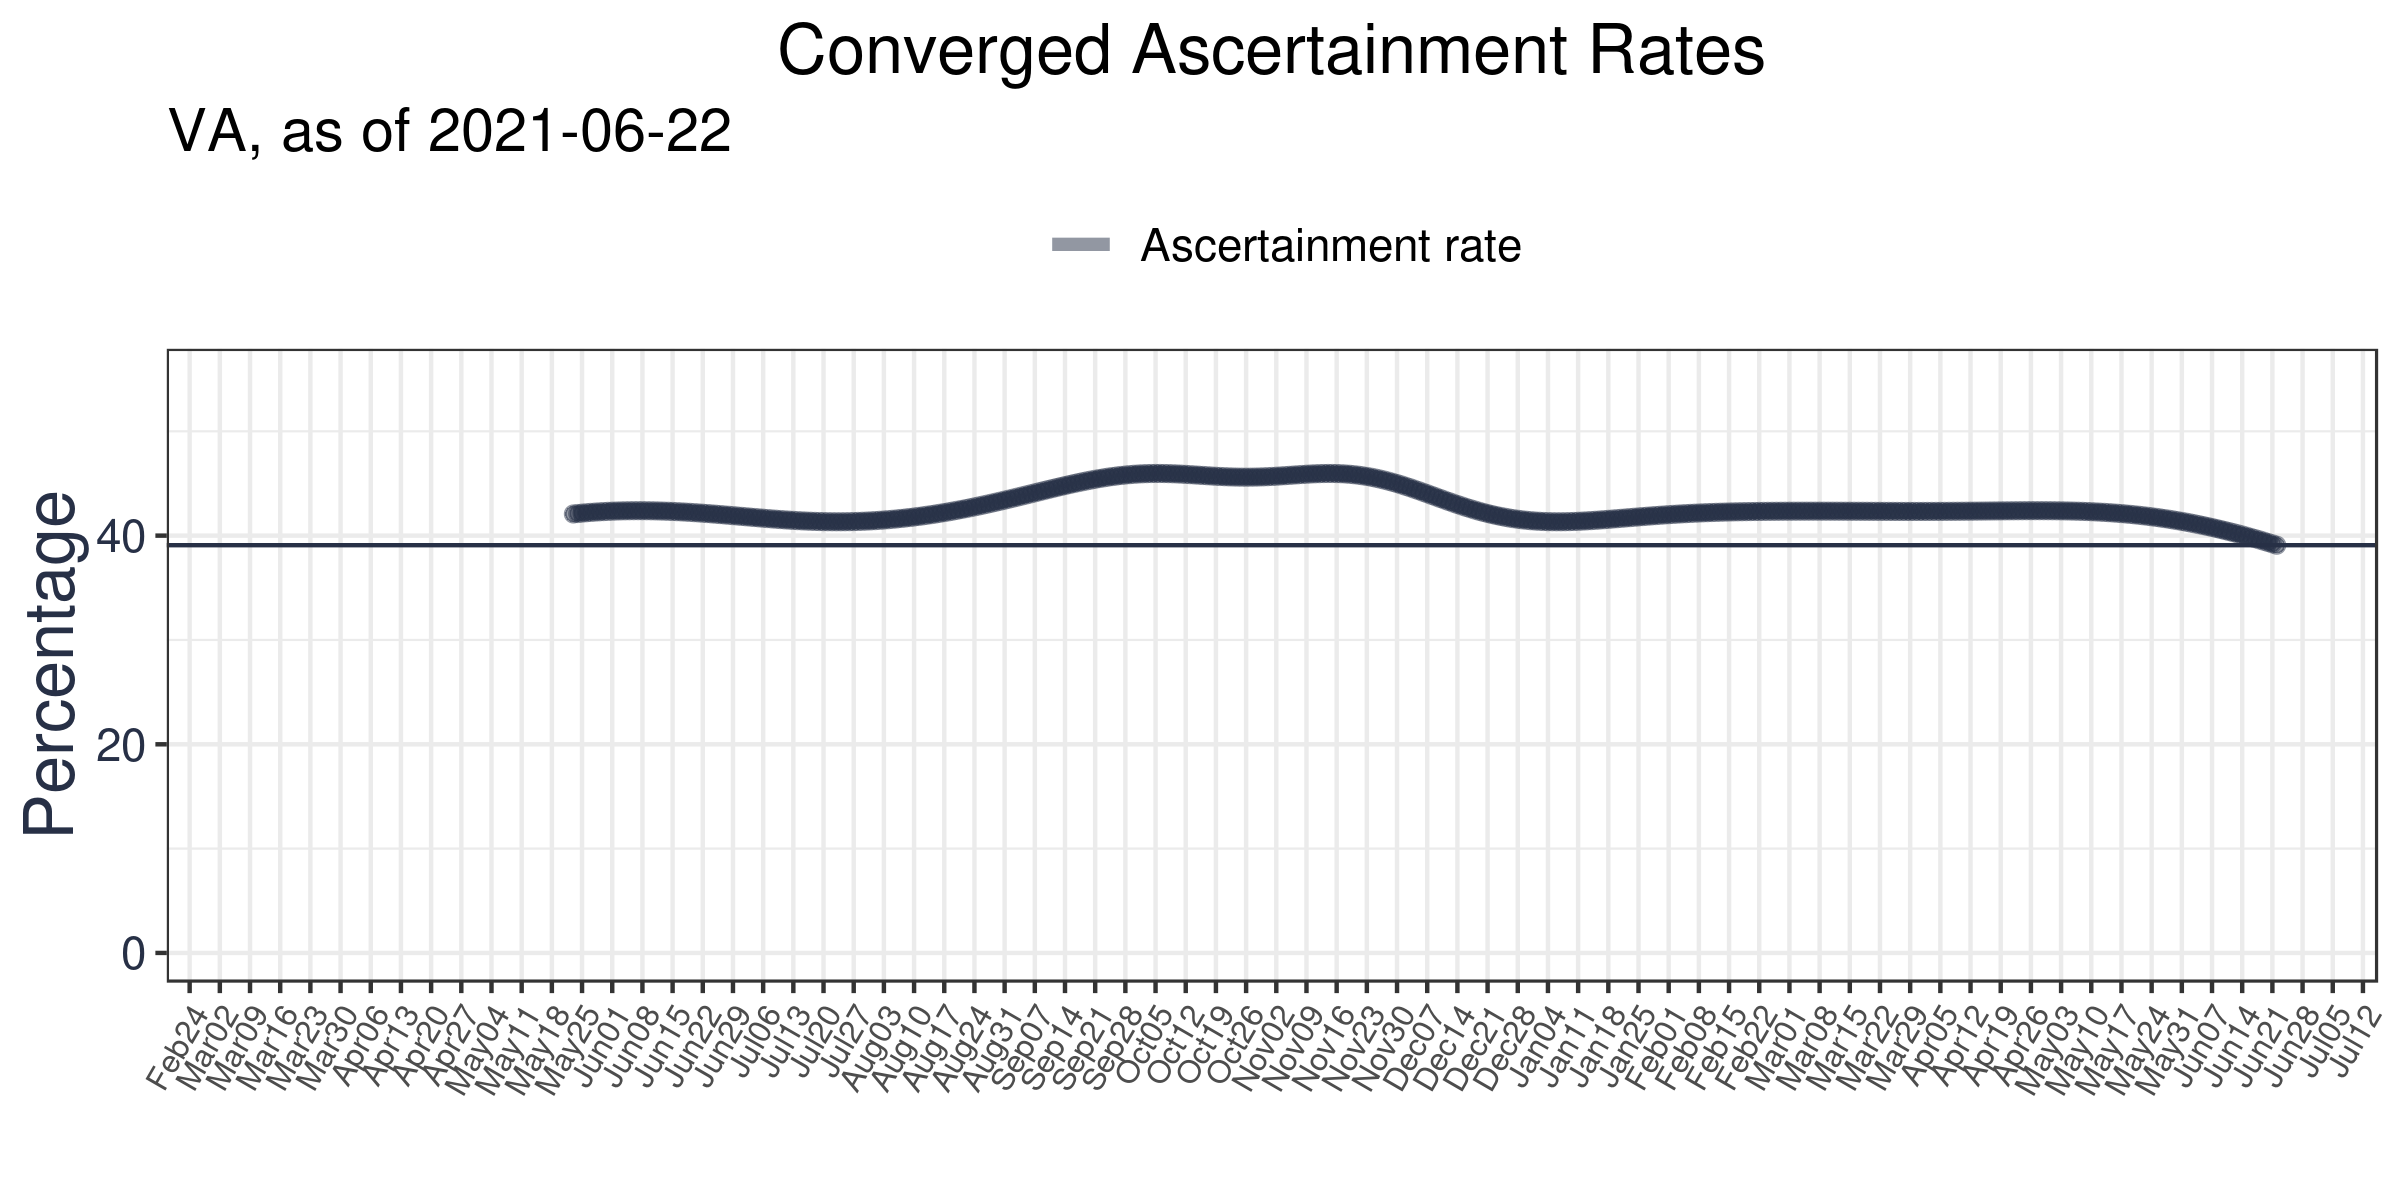 Converged Ascertainment Rates
VA, as of 2021-06-22
Ascertainment rate
Percentage
40
20
0
Feb24
Mar02
Mar09
Mar16
Mar23
Mar30
Apr06
Apr13
Apr20
Apr27
May04
May11
May18
May25
Jun01
Jun08
Jun15
Jun22
Jun29
Jul06
Jul13
Jul20
Jul27
Aug03
Aug10
Aug17
Aug24
Aug31
Sep07
Sep14
Sep21
Sep28
Oct05
Oct12
Oct19
Oct26
Nov02
Nov09
Nov16
Nov23
Nov30
Dec07
Dec14
Dec21
Dec28
Jan04
Jan11
Jan18
Jan25
Feb01
Feb08
Feb15
Feb22
Mar01
Mar08
Mar15
Mar22
Mar29
Apr05
Apr12
Apr19
Apr26
May03
May10
May17
May24
May31
Jun07
Jun14
Jun21
Jun28
Jul05
Jul12